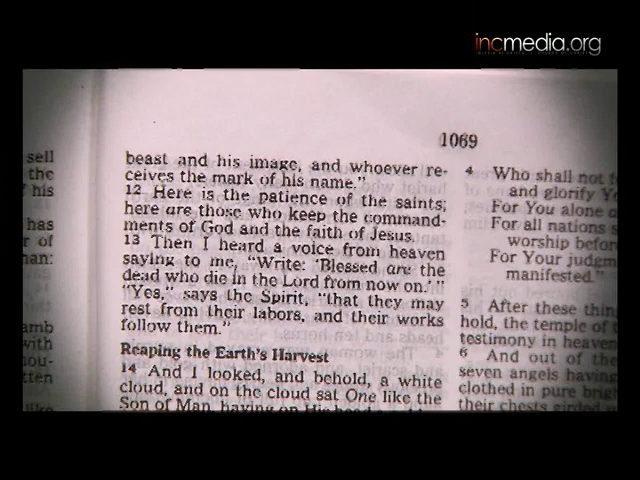 incmedia.org
1069
sell
the
his
has
r of
nan:
amb
with
hou-
tten
like
beast and his image, and whoever re-
ceives the mark of his name."
12 Here is the patience of the saints;
here are those who keep the command-
ments of God and the faith of Jesus.
13 Then I heard a voice from heaven
saying to me, "Write: 'Blessed are the
dead who die in the Lord from now on.' "
"Yes," says the Spirit, "that they may
rest from their labors, and their works
follow them."
Reaping the Earth's Harvest
14 And I looked, and behold, a white
cloud, and on the cloud sat One like the
Son of Man, having on His head
4 Who shall not
and glorify Yo
For You alone a
For all nations s
worship before
For Your judgm
manifested."
5 After these thin
hold, the temple of t
testimony in heaven
6 And out of the
seven angels having
clothed in pure brigh
their chests girded w